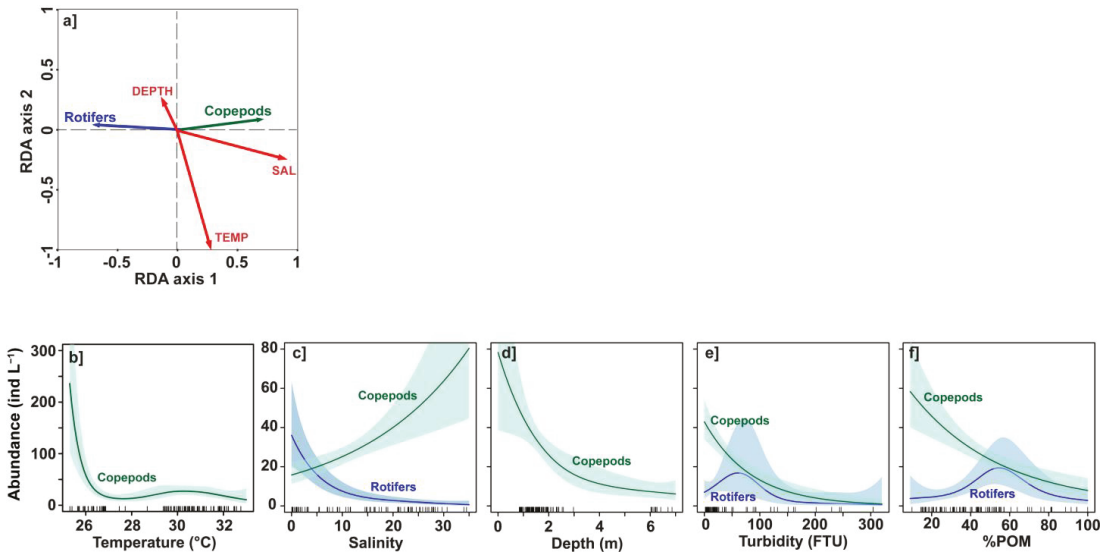 a]
1
0.5
0
-0.5
-1
RDA axis 2
DEPTH
Rotifers
Copepods
SAL
TEMP
-1 -0.5 0 0.5 1
RDA axis 1
Abundance (ind L⁻¹)
b]
300
200
100
50
0
Copepods
26 28 30 32
Temperature (°C)
c]
80
60
40
20
0
Copepods
Rotifers
0 10 20 30
Salinity
d]
Copepods
0 2 4 6
Depth (m)
e]
Copepods
Rotifers
0 100 200 300
Turbidity (FTU)
f]
Copepods
Rotifers
20 40 60 80 100
%POM